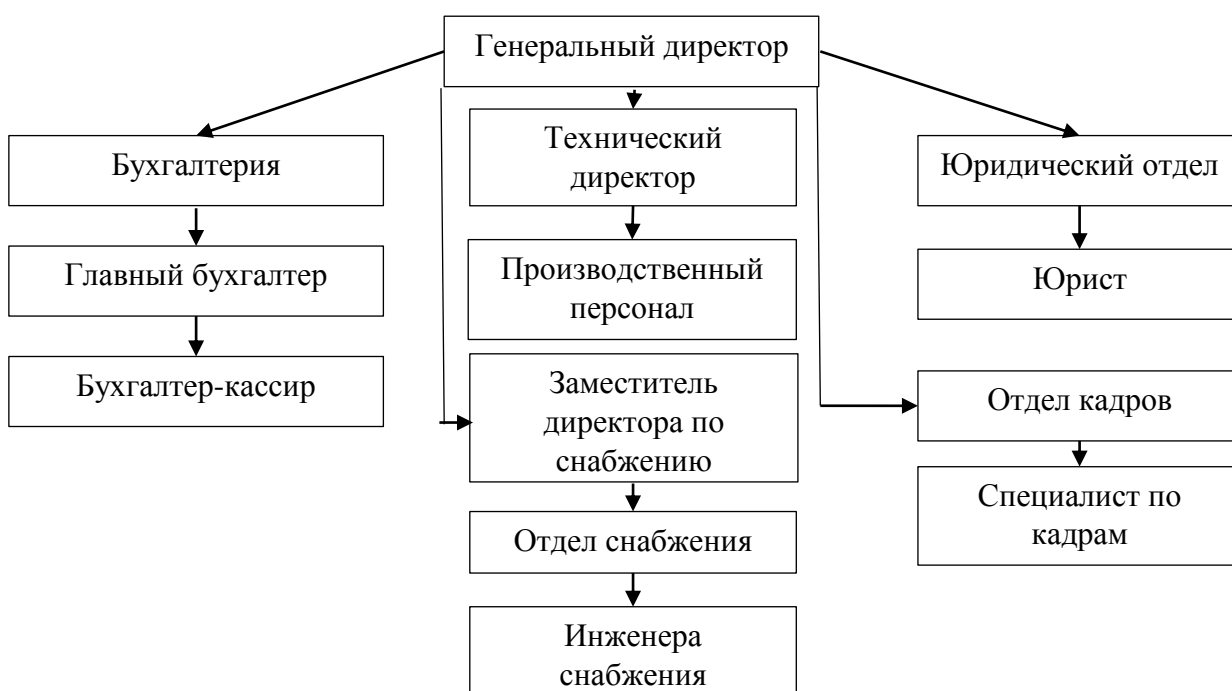 Генеральный директор
Бухгалтерия
Технический
директор
Юридический отдел
Главный бухгалтер
Производственный
персонал
Юрист
Бухгалтер-кассир
Заместитель
директора по
снабжению
Отдел кадров
Специалист по
кадрам
Отдел снабжения
Инженера
снабжения